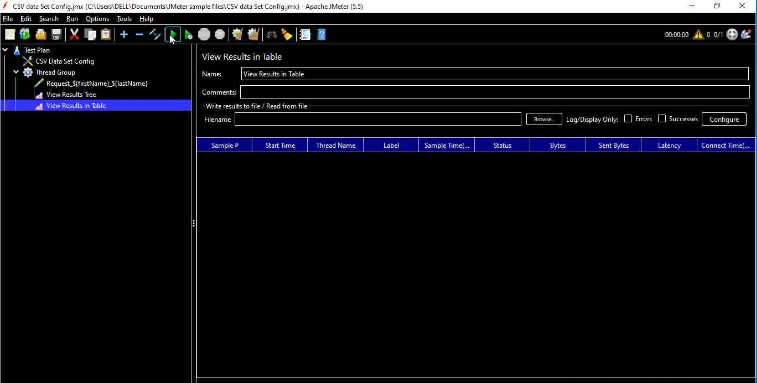 CSV data Set Config.jmx (C:\Users\DELL\Documents\JMeter sample files\CSV data Set Config.jmx) - Apache JMeter (5.5)
File Edit Search Run Options Tools Help
00:00:00 0 0/1
Test Plan
CSV Data Set Config
Thread Group
Request_${firstName}_${lastName}
View Results Tree
View Results in Table
View Results in Table
Name: View Results in Table
Comments:
Write results to file / Read from file
Filename Browse... Log/Display Only: Errors Successes Configure
Sample # Start Time Thread Name Label Sample Time(... Status Bytes Sent Bytes Latency Connect Time(...